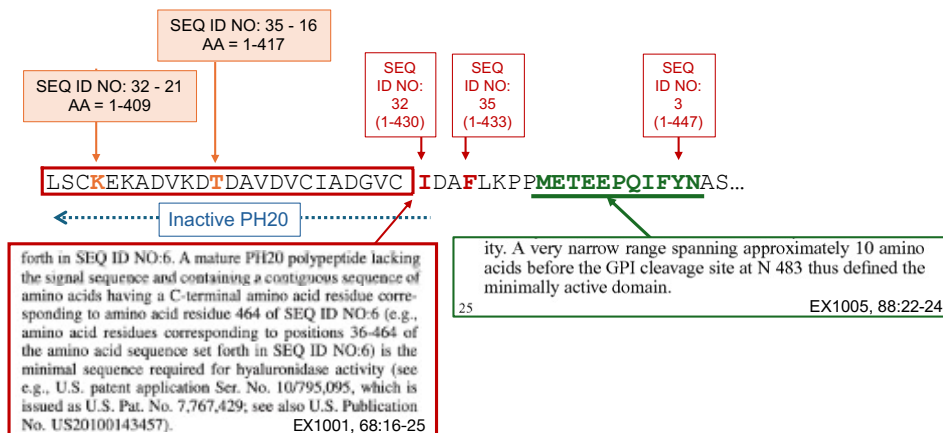 SEQ ID NO: 35 - 16
AA = 1-417
SEQ ID NO: 32 - 21
AA = 1-409
SEQ
ID NO:
32
(1-430)
SEQ
ID NO:
35
(1-433)
SEQ
ID NO:
3
(1-447)
LSCKEKADVKDTDAVDVCIADGVC IDAFLKPPMETEEPQIFYNAS...
Inactive PH20
forth in SEQ ID NO:6. A mature PH20 polypeptide lacking
the signal sequence and containing a contiguous sequence of
amino acids having a C-terminal amino acid residue corre-
sponding to amino acid residue 464 of SEQ ID NO:6 (e.g.,
amino acid residues corresponding to positions 36-464 of
the amino acid sequence set forth in SEQ ID NO:6) is the
minimal sequence required for hyaluronidase activity (see
e.g., U.S. patent application Ser. No. 10/795,095, which is
issued as U.S. Pat. No. 7,767,429; see also U.S. Publication
No. US20100143457).
EX1001, 68:16-25
ity. A very narrow range spanning approximately 10 amino
acids before the GPI cleavage site at N 483 thus defined the
minimally active domain.
25
EX1005, 88:22-24